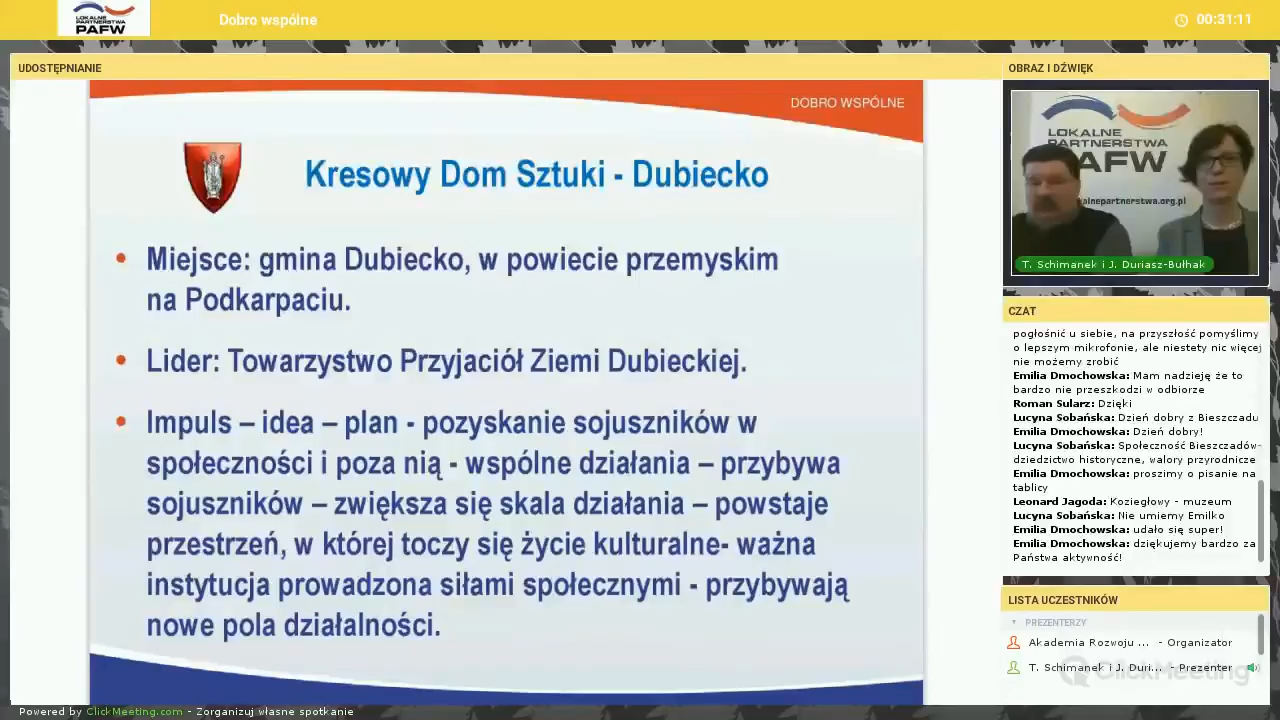 LOKALNE
PARTNERSTWA
PAFW
Dobro wspólne
00:31:11
UDOSTĘPNIANIE
DOBRO WSPÓLNE
Kresowy Dom Sztuki - Dubiecko
• Miejsce: gmina Dubiecko, w powiecie przemyskim
na Podkarpaciu.
• Lider: Towarzystwo Przyjaciół Ziemi Dubieckiej.
• Impuls – idea – plan - pozyskanie sojuszników w
społeczności i poza nią - wspólne działania – przybywa
sojuszników – zwiększa się skala działania – powstaje
przestrzeń, w której toczy się życie kulturalne- ważna
instytucja prowadzona siłami społecznymi - przybywają
nowe pola działalności.
OBRAZ I DŹWIĘK
LOKALNE
PARTNERSTWA
PAFW
kalnepartnerstwa.org.pl
T. Schimanek i J. Duriasz-Bułhak
CZAT
pogłośnić u siebie, na przyszłość pomyślimy
o lepszym mikrofonie, ale niestety nic więcej
nie możemy zrobić
Emilia Dmochowska: Mam nadzieję że to
bardzo nie przeszkodzi w odbiorze
Roman Sularz: Dzięki
Lucyna Sobańska: Dzień dobry z Bieszczadu
Emilia Dmochowska: Dzień dobry!
Lucyna Sobańska: Społeczność Bieszczadów-
dziedzictwo historyczne, walory przyrodnicze
Emilia Dmochowska: proszimy o pisanie na
tablicy
Leonard Jagoda: Koziegłowy - muzeum
Lucyna Sobańska: Nie umiemy Emilko
Emilia Dmochowska: udało się super!
Emilia Dmochowska: dziękujemy bardzo za
Państwa aktywność!
LISTA UCZESTNIKÓW
PREZENTERZY
Akademia Rozwoju ... - Organizator
T. Schimanek i J. Duri... - Prezenter
ClickMeeting
Powered by ClickMeeting.com - Zorganizuj własne spotkanie